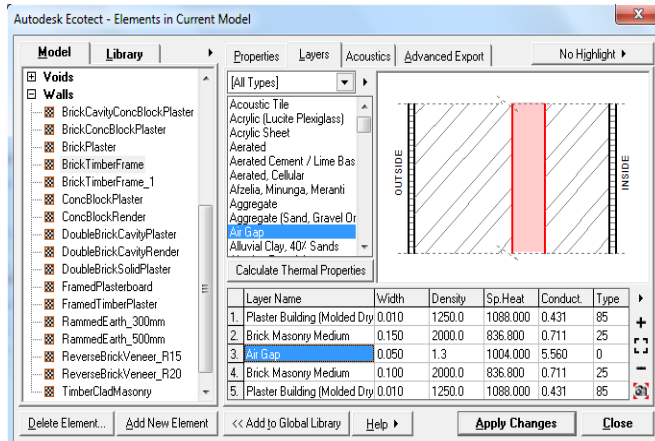 Autodesk Ecotect - Elements in Current Model
Model Library
Properties Layers Acoustics Advanced Export No Highlight
Voids
Walls
BrickCavityConcBlockPlaster
BrickConcBlockPlaster
BrickPlaster
BrickTimberFrame
BrickTimberFrame_1
ConcBlockPlaster
ConcBlockRender
DoubleBrickCavityPlaster
DoubleBrickCavityRender
DoubleBrickSolidPlaster
FramedPlasterboard
FramedTimberPlaster
RammedEarth_300mm
RammedEarth_500mm
ReverseBrickVeneer_R15
ReverseBrickVeneer_R20
TimberCladMasonry
[All Types]
Acoustic Tile
Acrylic (Lucite Plexiglass)
Acrylic Sheet
Aerated
Aerated Cement / Lime Bas
Aerated, Cellular
Afzelia, Minunga, Meranti
Aggregate
Aggregate (Sand, Gravel Or
Air Gap
Alluvial Clay, 40% Sands
Calculate Thermal Properties
OUTSIDE
INSIDE
Layer Name Width Density Sp.Heat Conduct. Type
1. Plaster Building (Molded Dry 0.010 1250.0 1088.000 0.431 85
2. Brick Masonry Medium 0.150 2000.0 836.800 0.711 25
3. Air Gap 0.050 1.3 1004.000 5.560 0
4. Brick Masonry Medium 0.100 2000.0 836.800 0.711 25
5. Plaster Building (Molded Dry 0.010 1250.0 1088.000 0.431 85
Delete Element... Add New Element << Add to Global Library Help Apply Changes Close